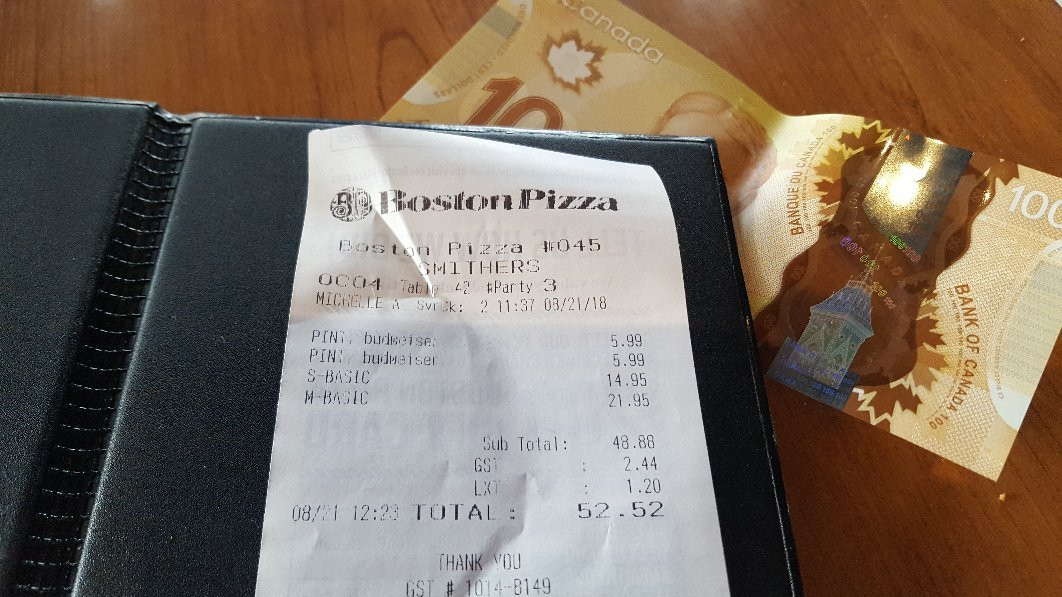 Canada
10
100
BANQUE DU CANADA
BANK OF CANADA
100
Boston Pizza
Boston Pizza #045
SMITHERS
0004 Table 42 #Party 3
MICHELLE A SvrCk: 2 11:37 08/21/18
PINT, budweiser 5.99
PINT, budweiser 5.99
S-BASIC 14.95
M-BASIC 21.95
Sub Total: 48.88
GST : 2.44
LXT : 1.20
08/21 12:23 TOTAL : 52.52
THANK YOU
GST # 1014-8149